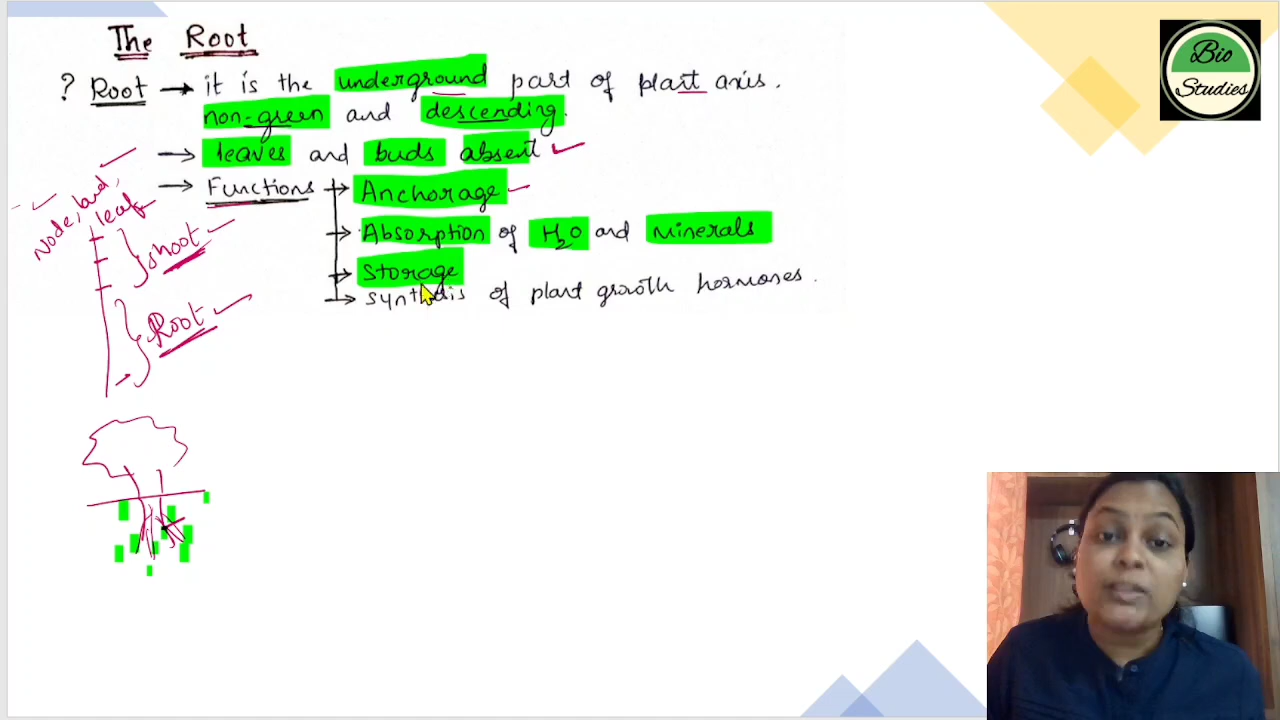 The Root
? Root → it is the underground part of plant axis.
non-green and descending.
→ leaves and buds absent
→ Functions → Anchorage
→ Absorption of H₂O and minerals
→ Storage
→ synthesis of plant growth hormones.
Node, bud,
leaf
shoot
Root
Bio
Studies